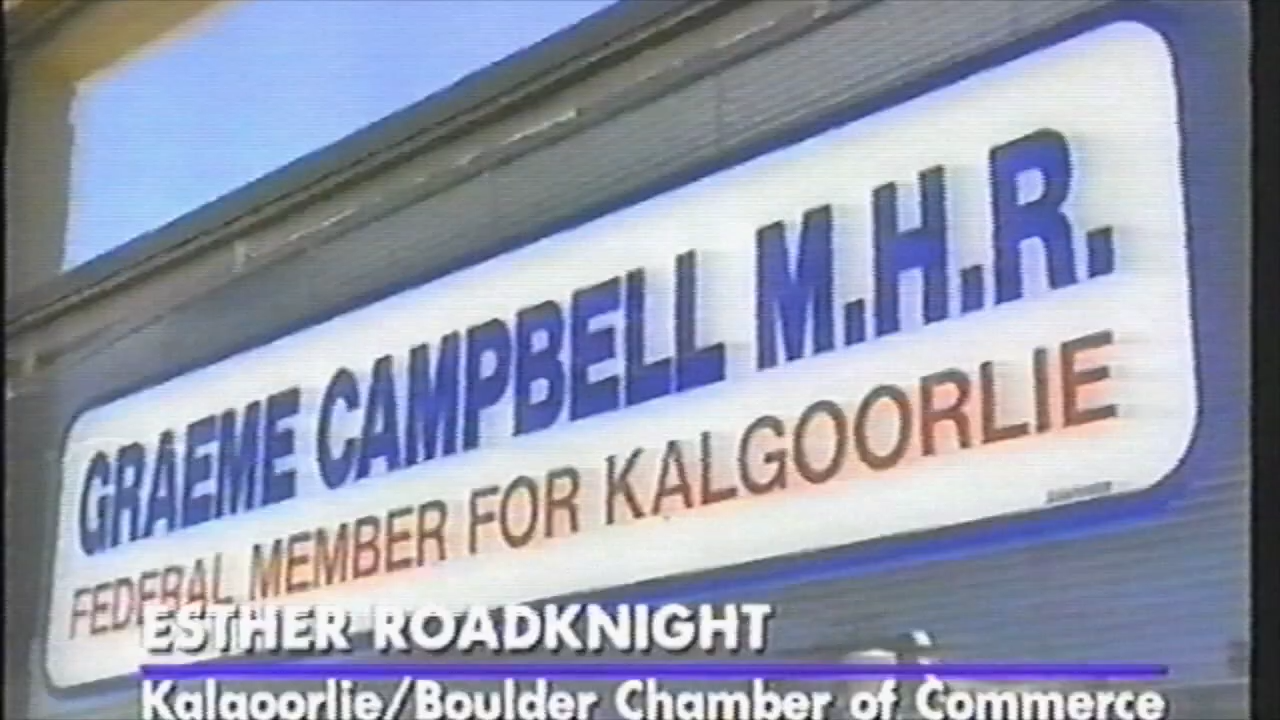 GRAEME CAMPBELL M.H.R.
FEDERAL MEMBER FOR KALGOORLIE
ESTHER ROADKNIGHT
Kalgoorlie/Boulder Chamber of Commerce